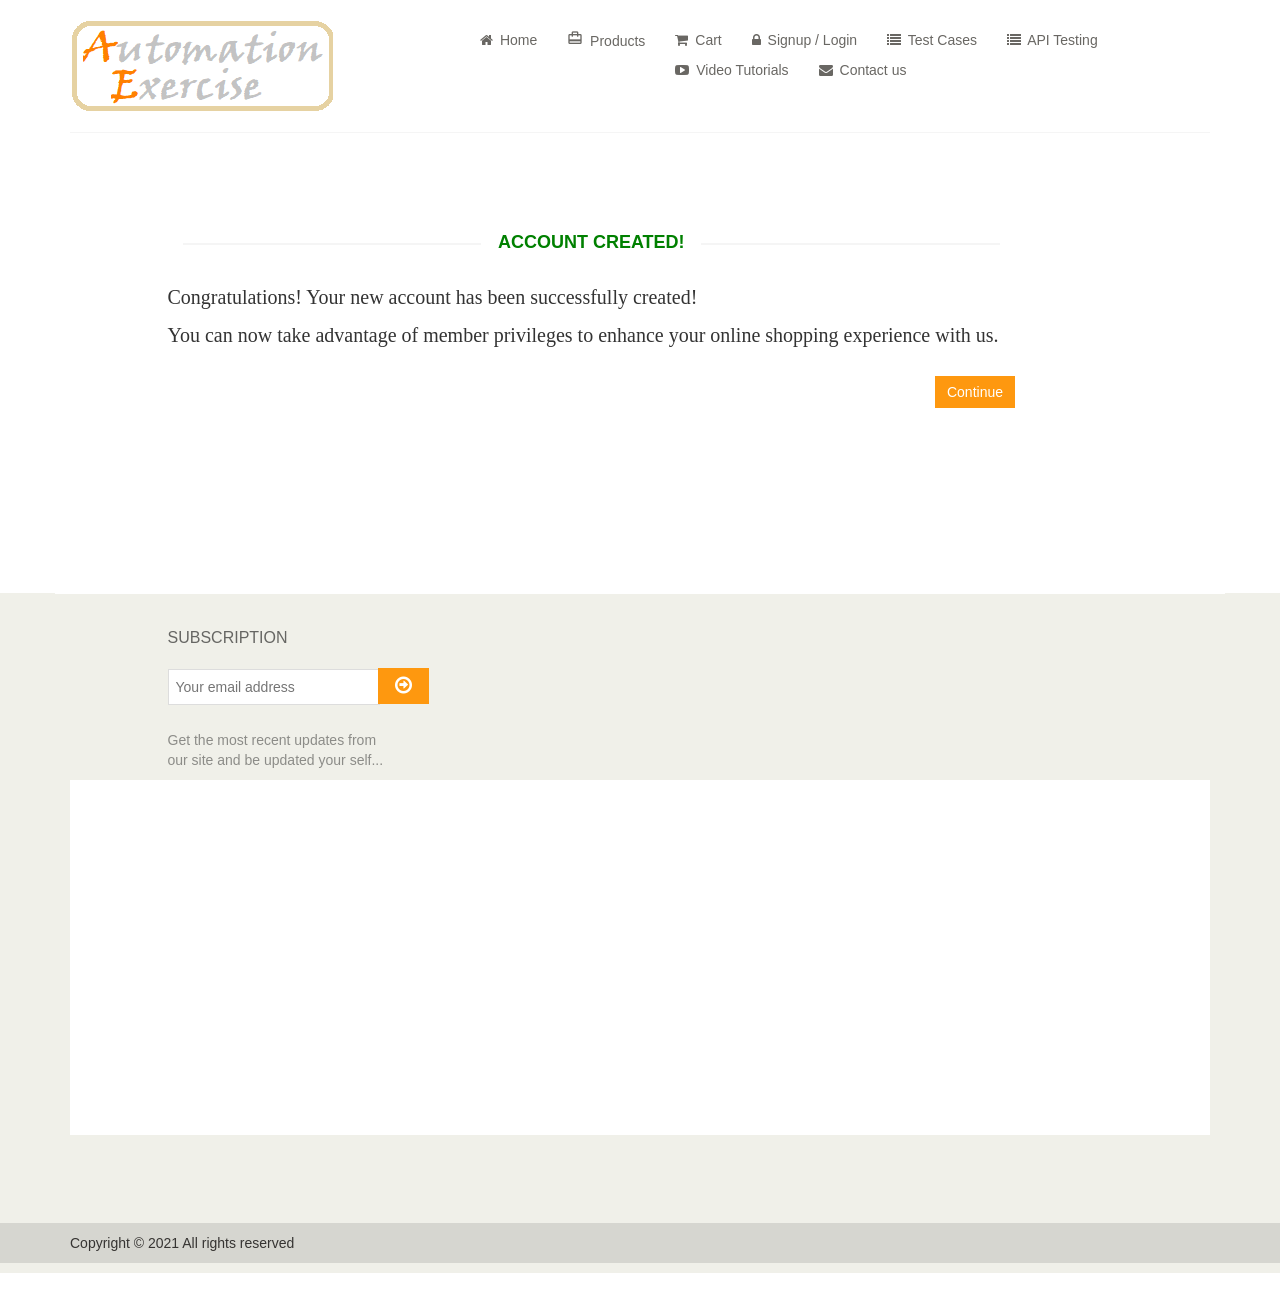 Automation
Exercise
Home
Products
Cart
Signup / Login
Test Cases
API Testing
Video Tutorials
Contact us
ACCOUNT CREATED!
Congratulations! Your new account has been successfully created!
You can now take advantage of member privileges to enhance your online shopping experience with us.
Continue
SUBSCRIPTION
Your email address
Get the most recent updates from
our site and be updated your self...
Copyright © 2021 All rights reserved